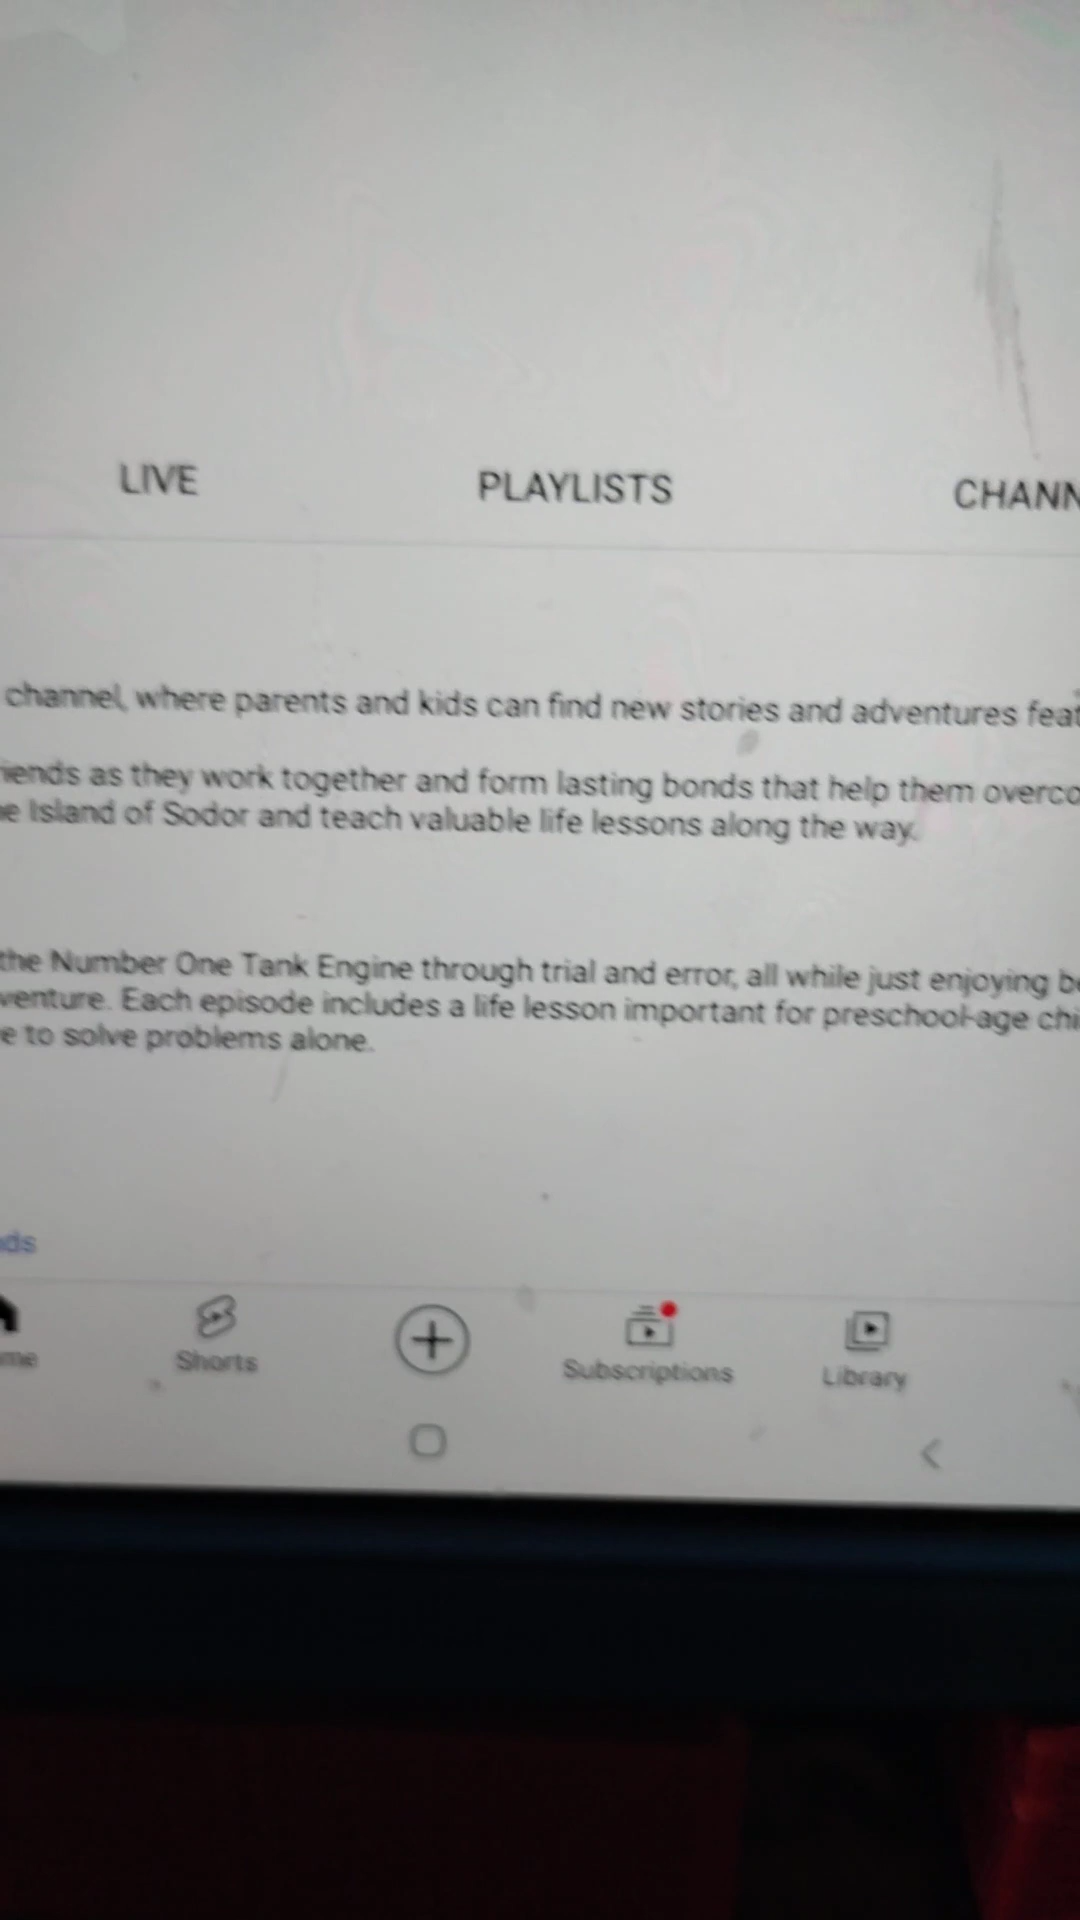 LIVE PLAYLISTS CHANN
channel, where parents and kids can find new stories and adventures feat
iends as they work together and form lasting bonds that help them overco
e Island of Sodor and teach valuable life lessons along the way.
the Number One Tank Engine through trial and error, all while just enjoying be
venture. Each episode includes a life lesson important for preschool-age chi
e to solve problems alone.
ds
me Shorts Subscriptions Library